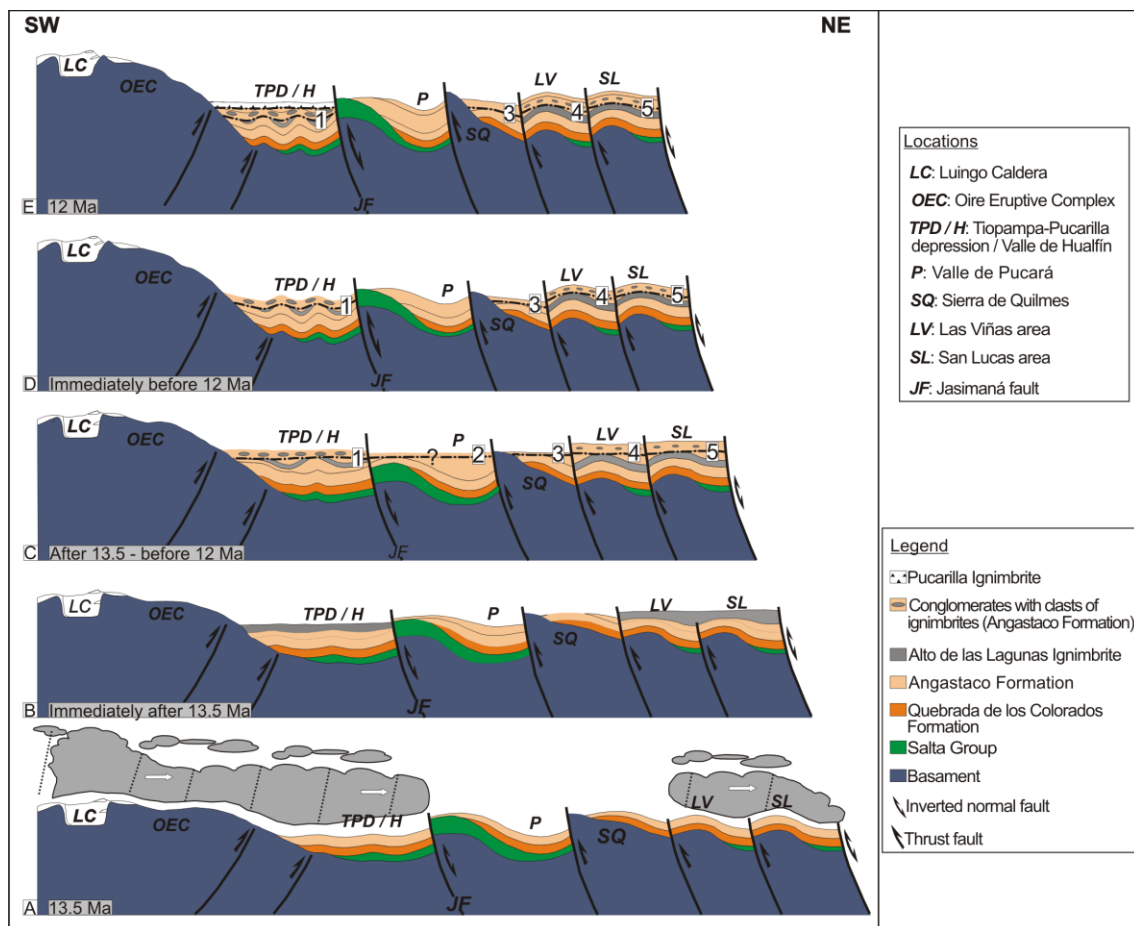 SW
NE
LC
OEC
TPD / H
P
LV
SL
1
3
4
5
SQ
JF
E 12 Ma
LC
OEC
TPD / H
P
LV
SL
1
3
4
5
SQ
JF
D Immediately before 12 Ma
LC
OEC
TPD / H
P
LV
SL
1
?
2
3
4
5
SQ
JF
C After 13.5 - before 12 Ma
LC
OEC
TPD / H
P
LV
SL
SQ
JF
B Immediately after 13.5 Ma
LC
OEC
TPD / H
P
LV
SL
SQ
JF
A 13.5 Ma
Locations
LC: Luingo Caldera
OEC: Oire Eruptive Complex
TPD / H: Tiopampa-Pucarilla
depression / Valle de Hualfín
P: Valle de Pucará
SQ: Sierra de Quilmes
LV: Las Viñas area
SL: San Lucas area
JF: Jasimaná fault
Legend
Pucarilla Ignimbrite
Conglomerates with clasts of
ignimbrites (Angastaco Formation)
Alto de las Lagunas Ignimbrite
Angastaco Formation
Quebrada de los Colorados
Formation
Salta Group
Basament
Inverted normal fault
Thrust fault